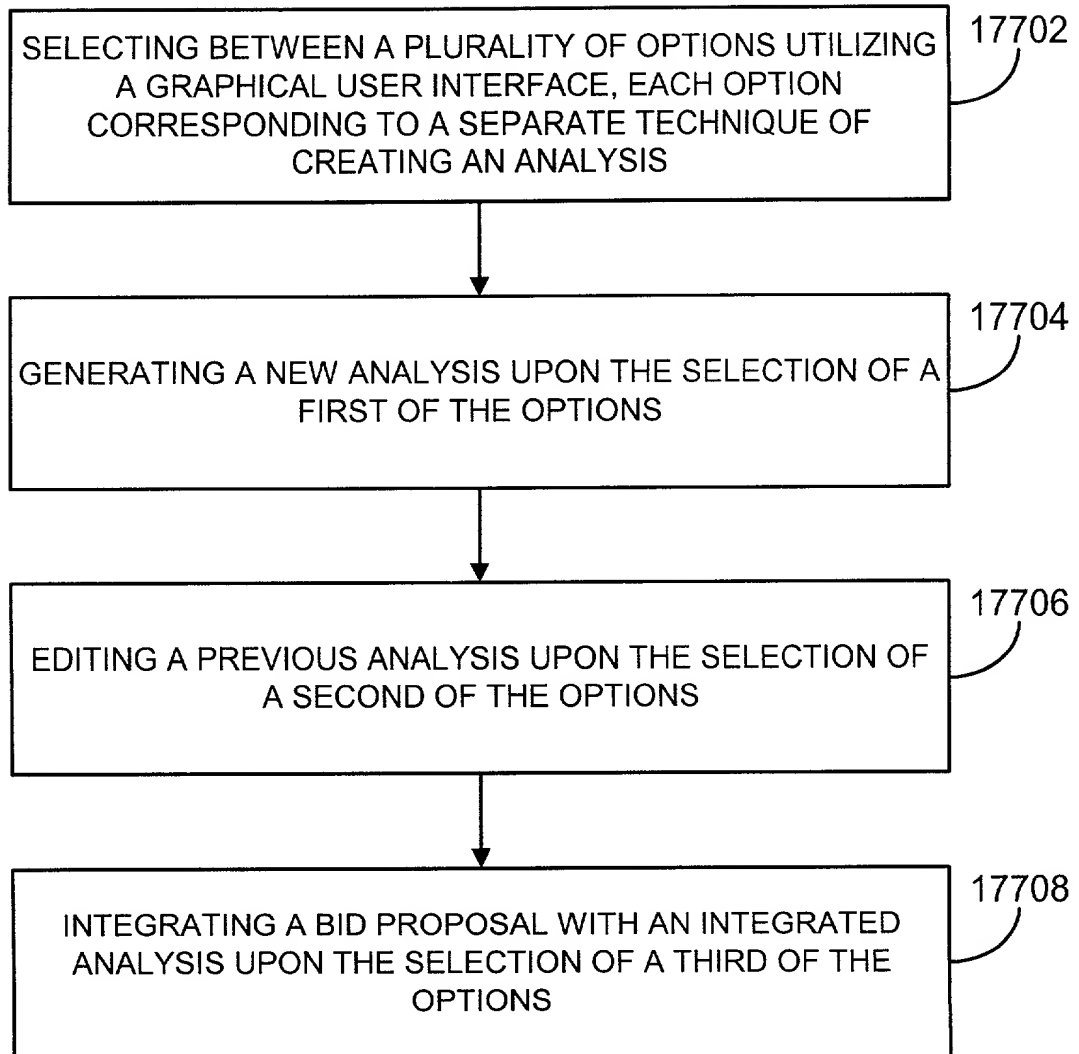 SELECTING BETWEEN A PLURALITY OF OPTIONS UTILIZING
A GRAPHICAL USER INTERFACE, EACH OPTION
CORRESPONDING TO A SEPARATE TECHNIQUE OF
CREATING AN ANALYSIS
17702
GENERATING A NEW ANALYSIS UPON THE SELECTION OF A
FIRST OF THE OPTIONS
17704
EDITING A PREVIOUS ANALYSIS UPON THE SELECTION OF
A SECOND OF THE OPTIONS
17706
INTEGRATING A BID PROPOSAL WITH AN INTEGRATED
ANALYSIS UPON THE SELECTION OF A THIRD OF THE
OPTIONS
17708